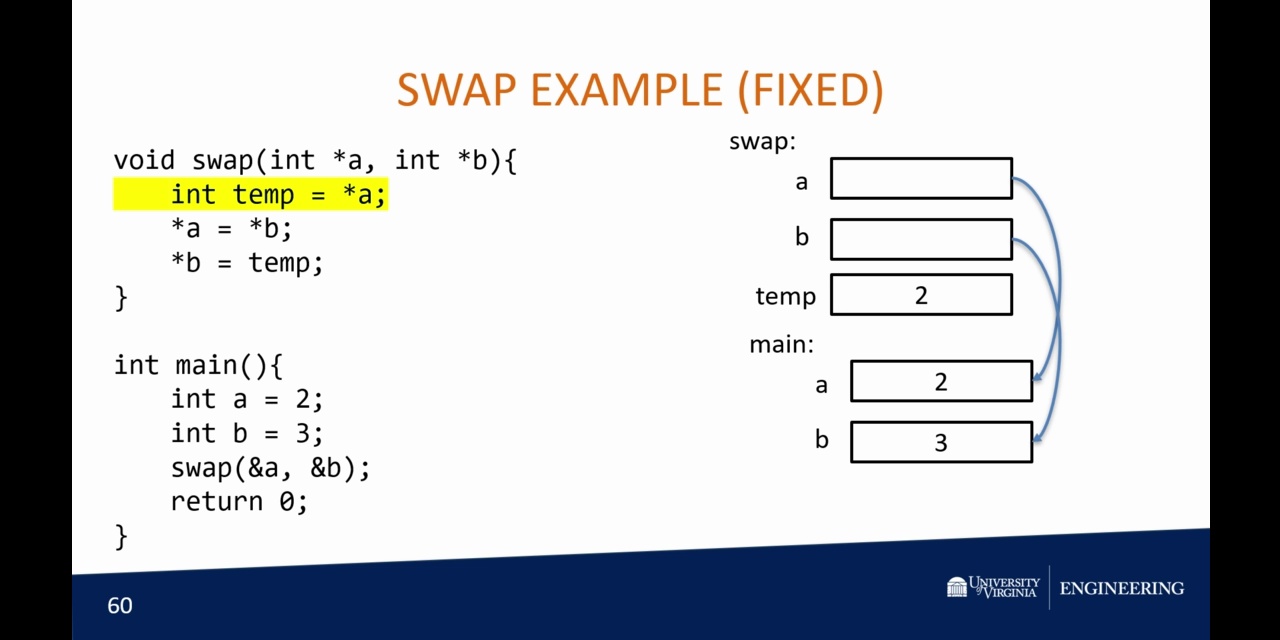 SWAP EXAMPLE (FIXED)
void swap(int *a, int *b){
int temp = *a;
*a = *b;
*b = temp;
}
int main(){
int a = 2;
int b = 3;
swap(&a, &b);
return 0;
}
swap:
a
b
temp 2
main:
a 2
b 3
60
UNIVERSITY of VIRGINIA ENGINEERING